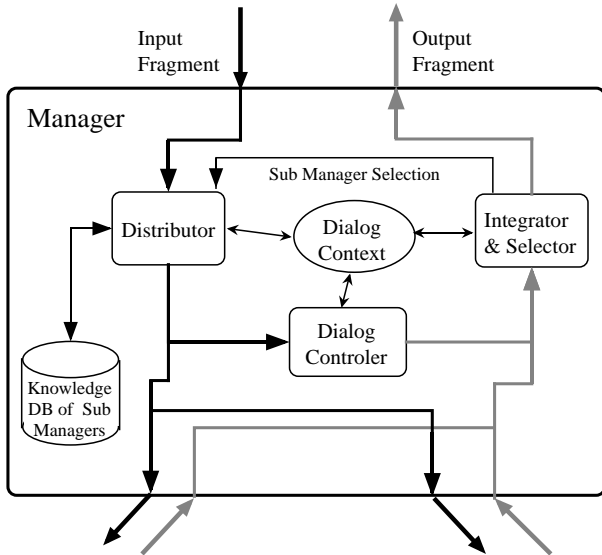 Input
Fragment
Output
Fragment
Manager
Sub Manager Selection
Distributor
Dialog
Context
Integrator
& Selector
Dialog
Controler
Knowledge
DB of Sub
Managers